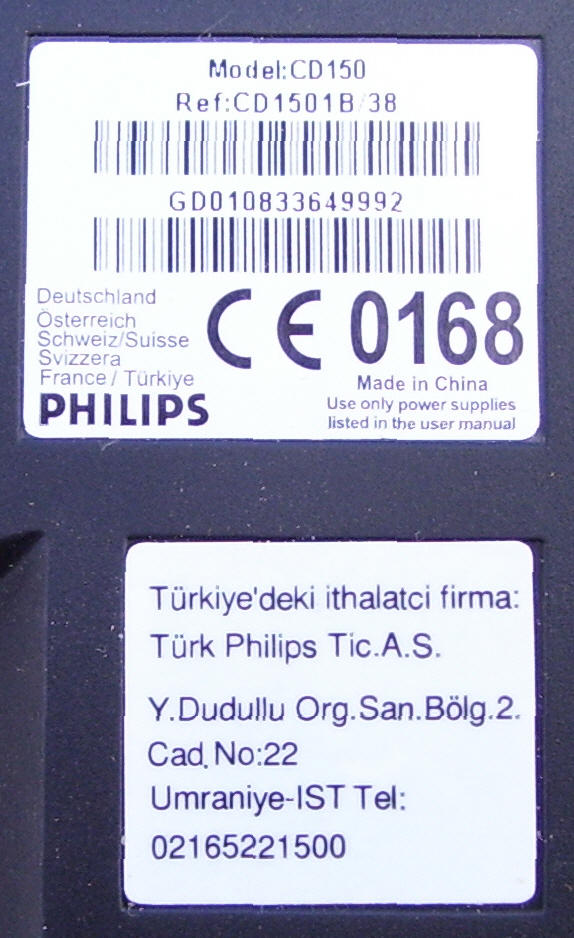 Model:CD150
Ref:CD1501B/38
GD010833649992
Deutschland
Österreich
Schweiz/Suisse
Svizzera
France/ Türkiye
PHILIPS
CE 0168
Made in China
Use only power supplies
listed in the user manual
Türkiye'deki ithalatci firma:
Türk Philips Tic.A.S.
Y.Dudullu Org.San.Bölg.2.
Cad.No:22
Umraniye-IST Tel:
02165221500